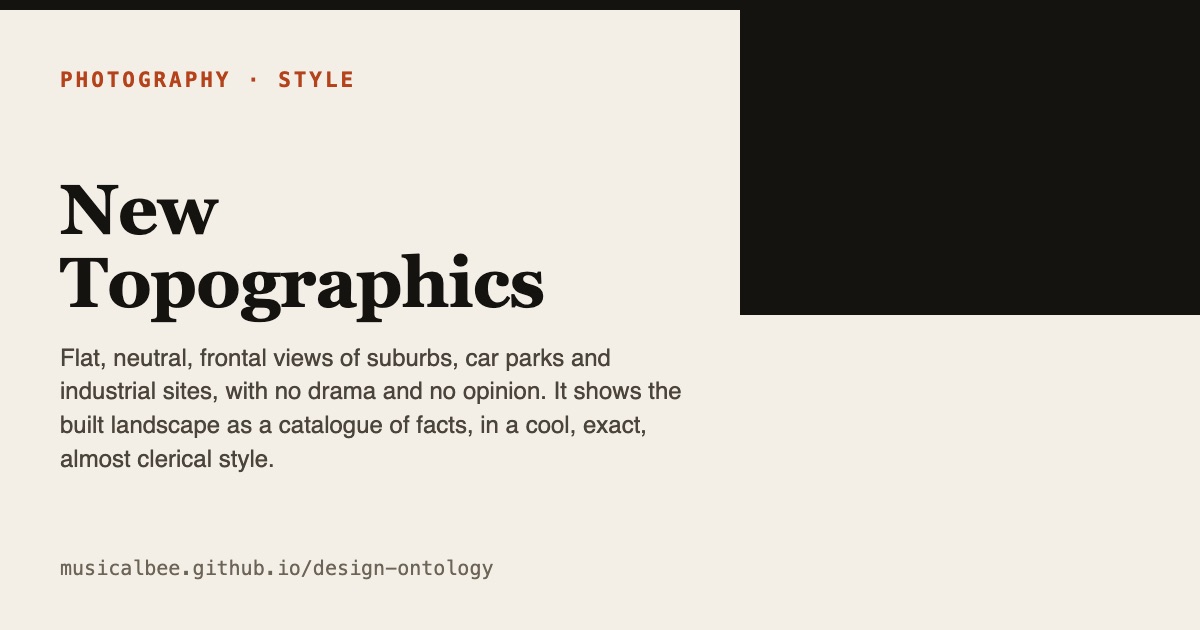 PHOTOGRAPHY · STYLE
New
Topographics
Flat, neutral, frontal views of suburbs, car parks and
industrial sites, with no drama and no opinion. It shows the
built landscape as a catalogue of facts, in a cool, exact,
almost clerical style.
musicalbee.github.io/design-ontology